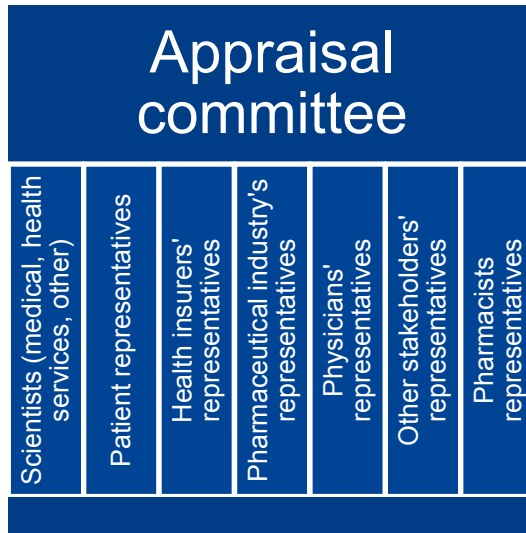 Appraisal
committee
Scientists (medical, health
services, other)
Patient representatives
Health insurers'
representatives
Pharmaceutical industry's
representatives
Physicians'
representatives
Other stakeholders'
representatives
Pharmacists
representatives